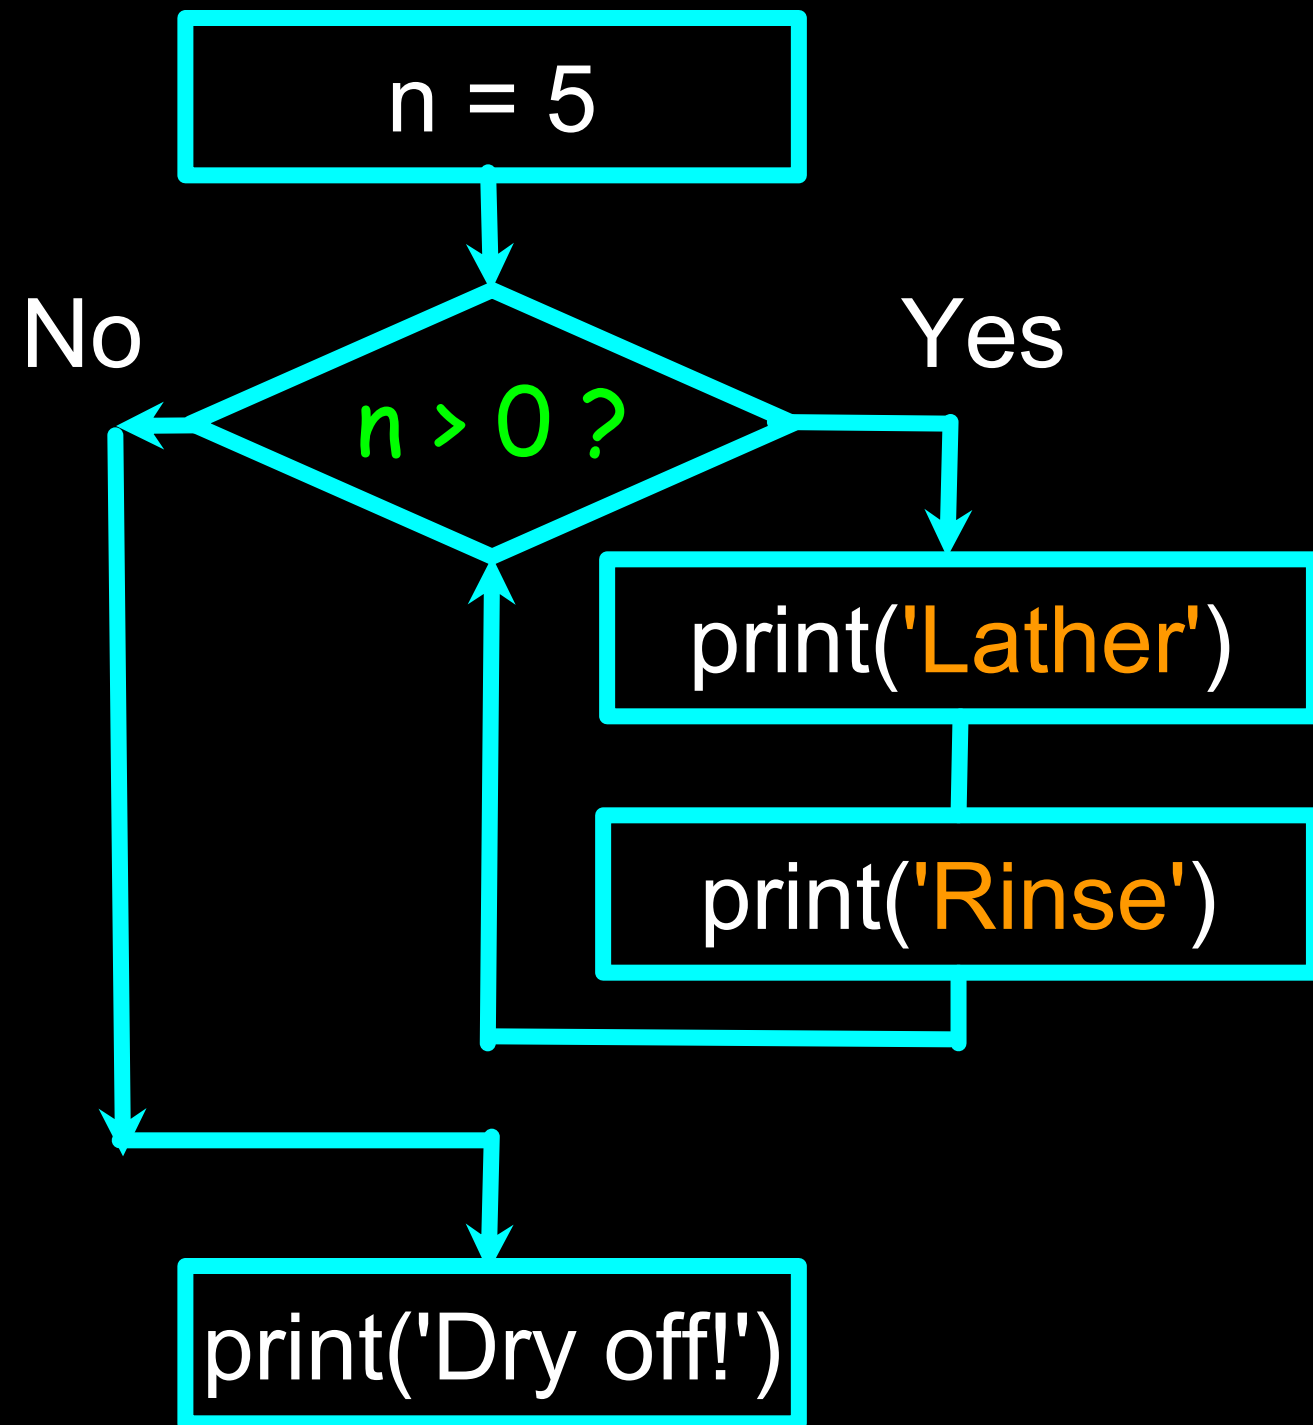 n = 5
No
Yes
n > 0 ?
print('Lather')
print('Rinse')
print('Dry off!')